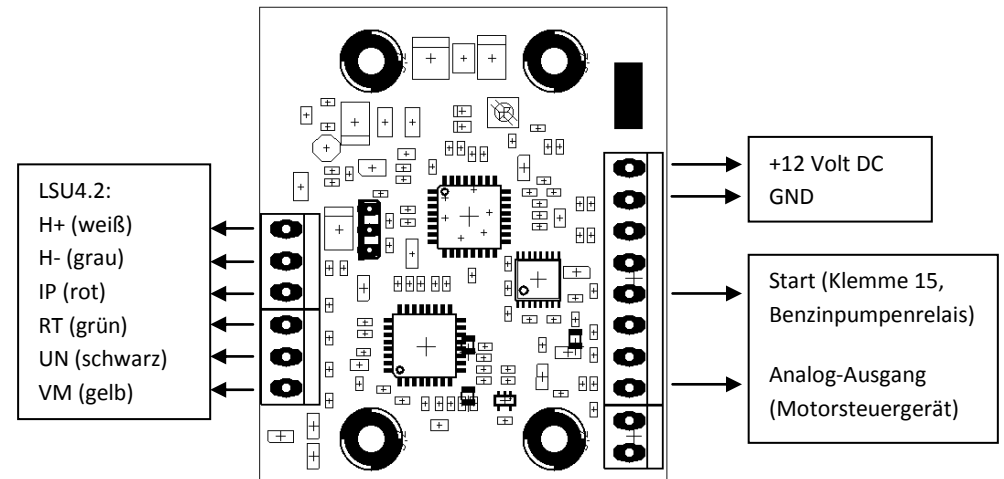 LSU4.2:
H+ (weiß)
H- (grau)
IP (rot)
RT (grün)
UN (schwarz)
VM (gelb)
+12 Volt DC
GND
Start (Klemme 15,
Benzinpumpenrelais)
Analog-Ausgang
(Motorsteuergerät)